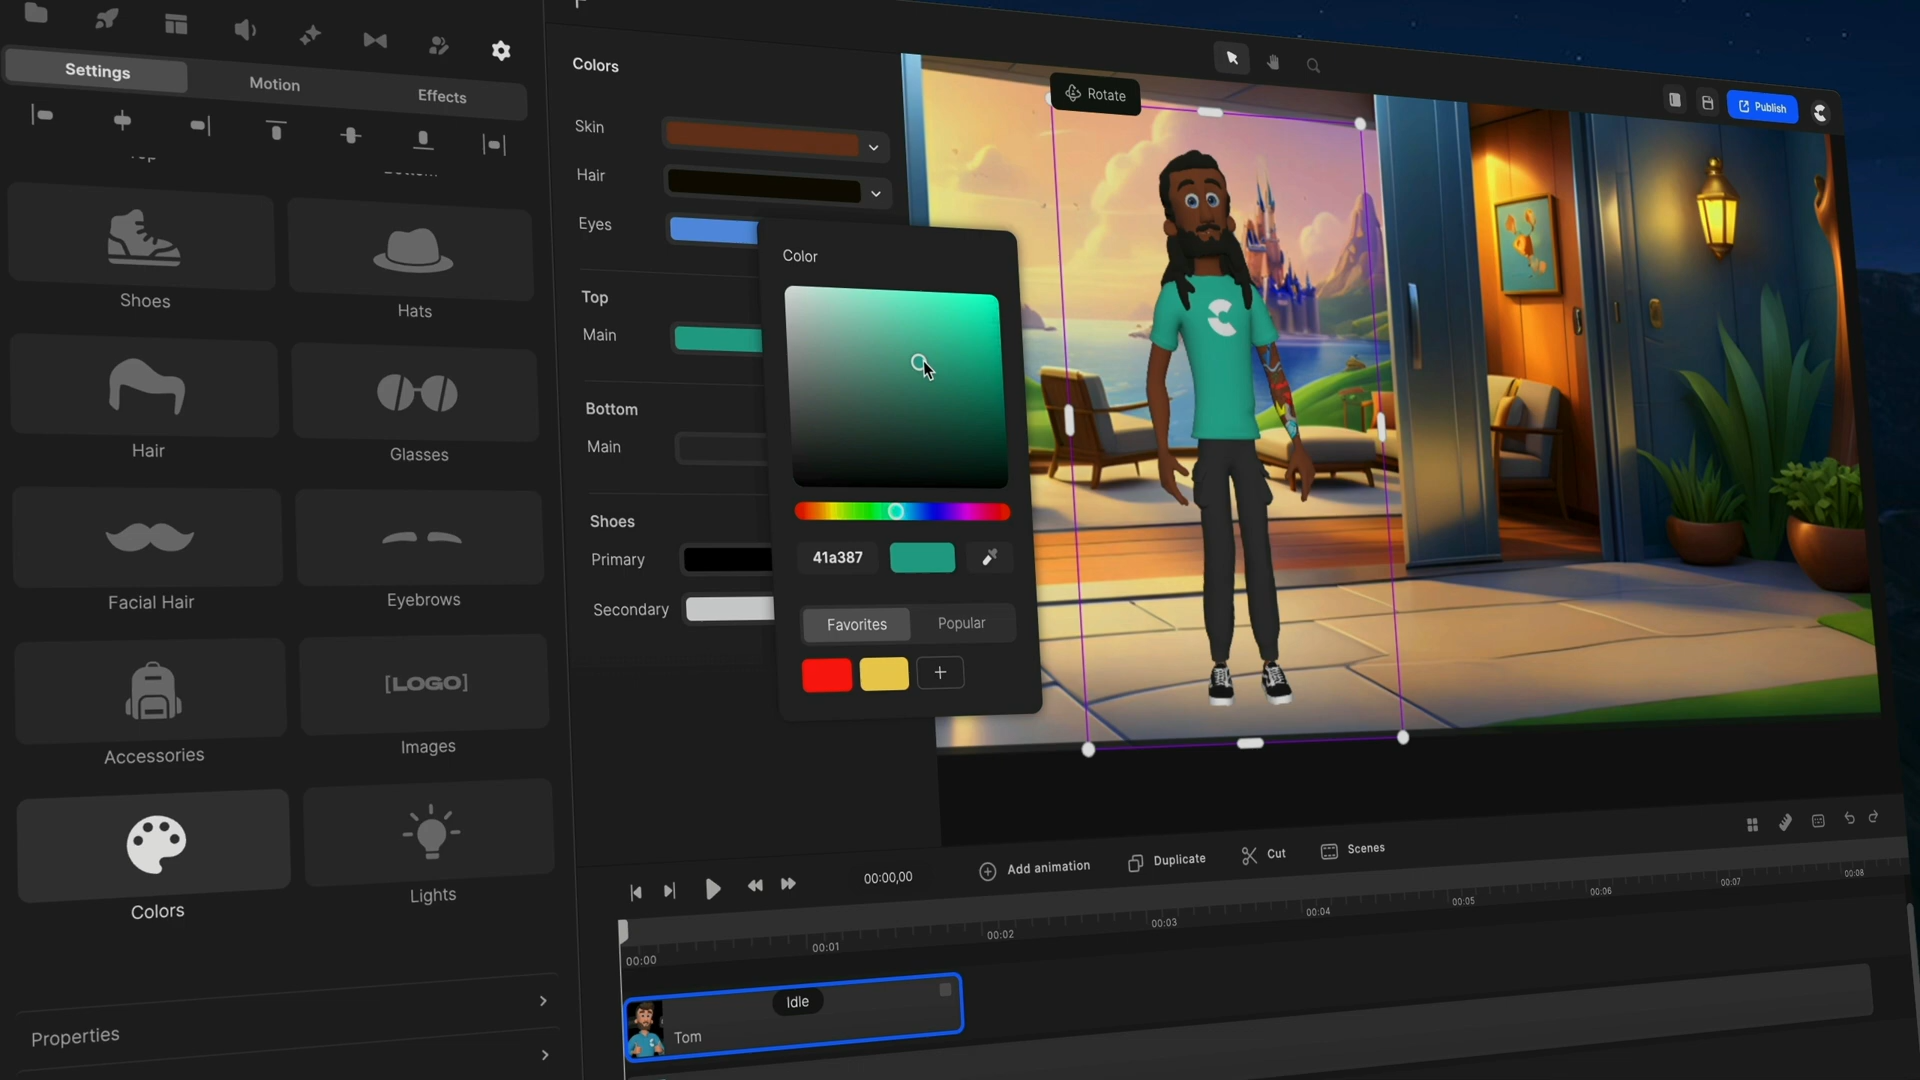 Settings
Motion
Effects
Shoes
Hats
Hair
Glasses
Facial Hair
Eyebrows
Accessories
[LOGO]
Images
Colors
Lights
Properties
Colors
Skin
Hair
Eyes
Top
Main
Bottom
Main
Shoes
Primary
Secondary
Color
41a387
Favorites
Popular
+
Rotate
Publish
00:00,00
Add animation
Duplicate
Cut
Scenes
00:00
00:01
00:02
00:03
00:04
00:05
00:06
00:07
00:08
Idle
Tom